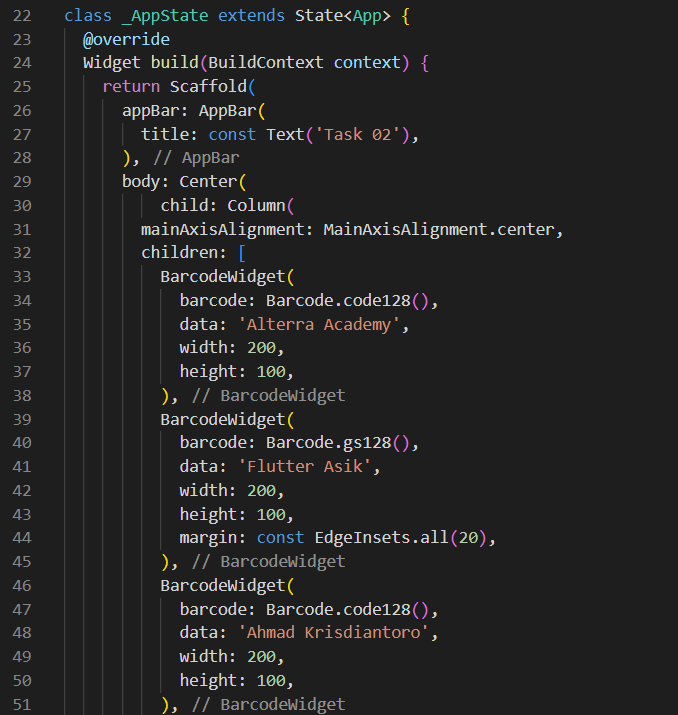 22 class _AppState extends State<App> {
23 @override
24 Widget build(BuildContext context) {
25 return Scaffold(
26 appBar: AppBar(
27 title: const Text('Task 02'),
28 ), // AppBar
29 body: Center(
30 child: Column(
31 mainAxisAlignment: MainAxisAlignment.center,
32 children: [
33 BarcodeWidget(
34 barcode: Barcode.code128(),
35 data: 'Alterra Academy',
36 width: 200,
37 height: 100,
38 ), // BarcodeWidget
39 BarcodeWidget(
40 barcode: Barcode.gs128(),
41 data: 'Flutter Asik',
42 width: 200,
43 height: 100,
44 margin: const EdgeInsets.all(20),
45 ), // BarcodeWidget
46 BarcodeWidget(
47 barcode: Barcode.code128(),
48 data: 'Ahmad Krisdiantoro',
49 width: 200,
50 height: 100,
51 ), // BarcodeWidget